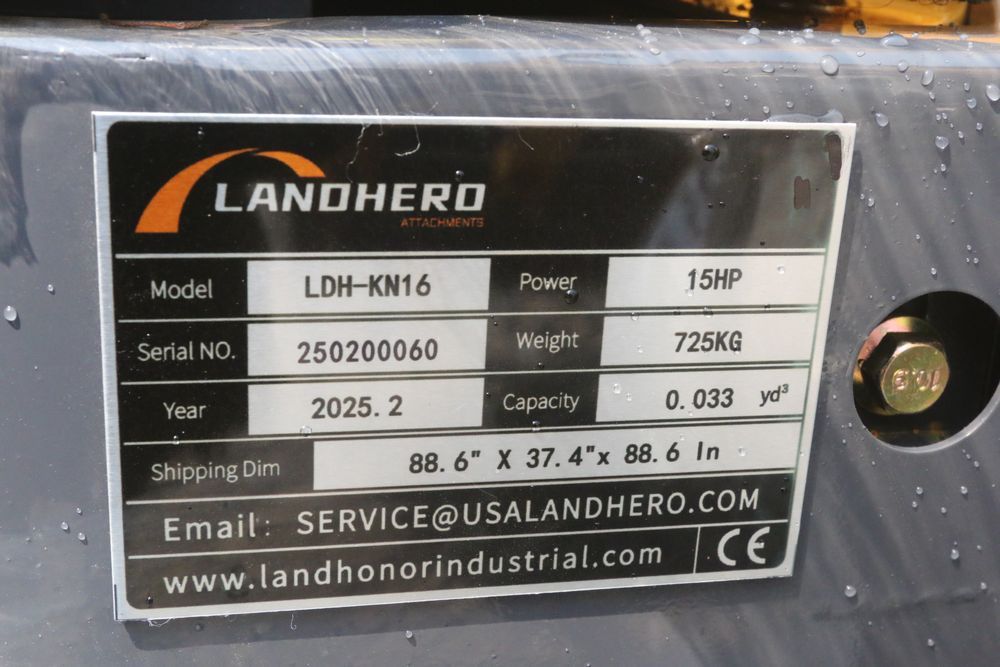 LANDHERO
ATTACHMENTS
Model LDH-KN16 Power 15HP
Serial NO. 250200060 Weight 725KG
Year 2025.2 Capacity 0.033 yd³
Shipping Dim 88.6" X 37.4"x 88.6 In
Email: SERVICE@USALANDHERO.COM
www.landhonorindustrial.com CE